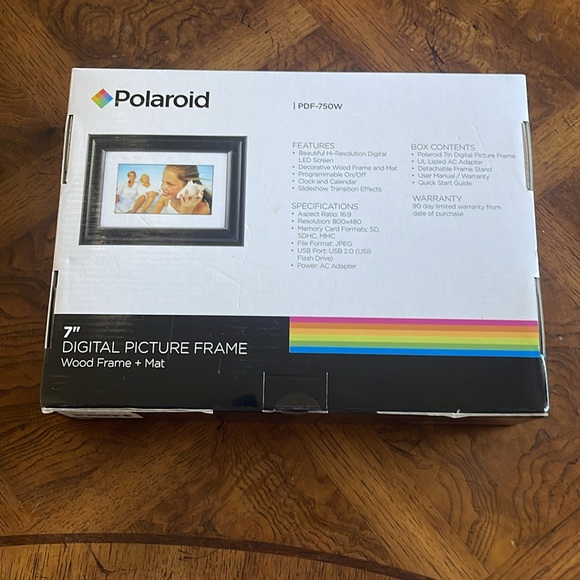 Polaroid
| PDF-750W
FEATURES
• Beautiful Hi-Resolution Digital
LED Screen
• Decorative Wood Frame and Mat
• Programmable On/Off
• Clock and Calendar
• Slideshow Transition Effects
SPECIFICATIONS
• Aspect Ratio: 16:9
• Resolution: 800x480
• Memory Card Formats: SD,
SDHC, MMC
• File Format: JPEG
• USB Port: USB 2.0 (USB
Flash Drive)
• Power: AC Adapter
BOX CONTENTS
• Polaroid 7in Digital Picture Frame
• UL Listed AC Adapter
• Detachable Frame Stand
• User Manual / Warranty
• Quick Start Guide
WARRANTY
90 day limited warranty from
date of purchase
7"
DIGITAL PICTURE FRAME
Wood Frame + Mat